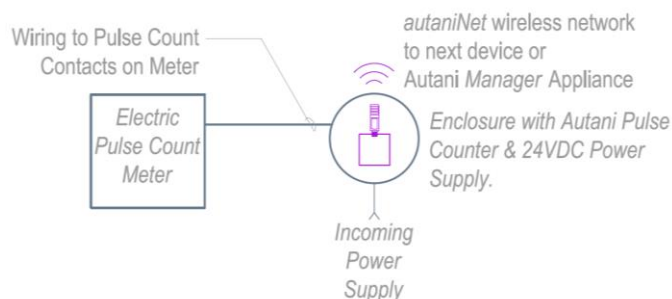 Wiring to Pulse Count
Contacts on Meter
autaniNet wireless network
to next device or
Autani Manager Appliance
Electric
Pulse Count
Meter
Enclosure with Autani Pulse
Counter & 24VDC Power
Supply.
Incoming
Power
Supply